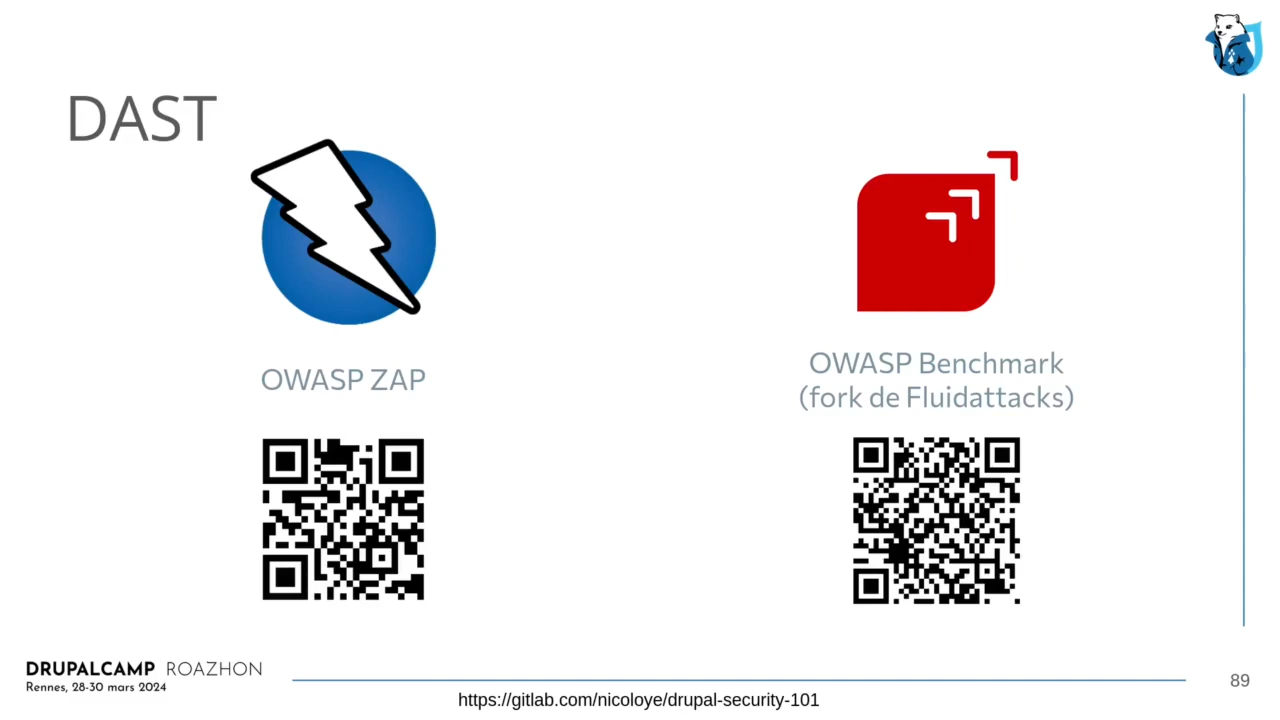 DAST
OWASP ZAP
OWASP Benchmark
(fork de Fluidattacks)
DRUPALCAMP ROAZHON
Rennes, 28-30 mars 2024
https://gitlab.com/nicoloye/drupal-security-101
89